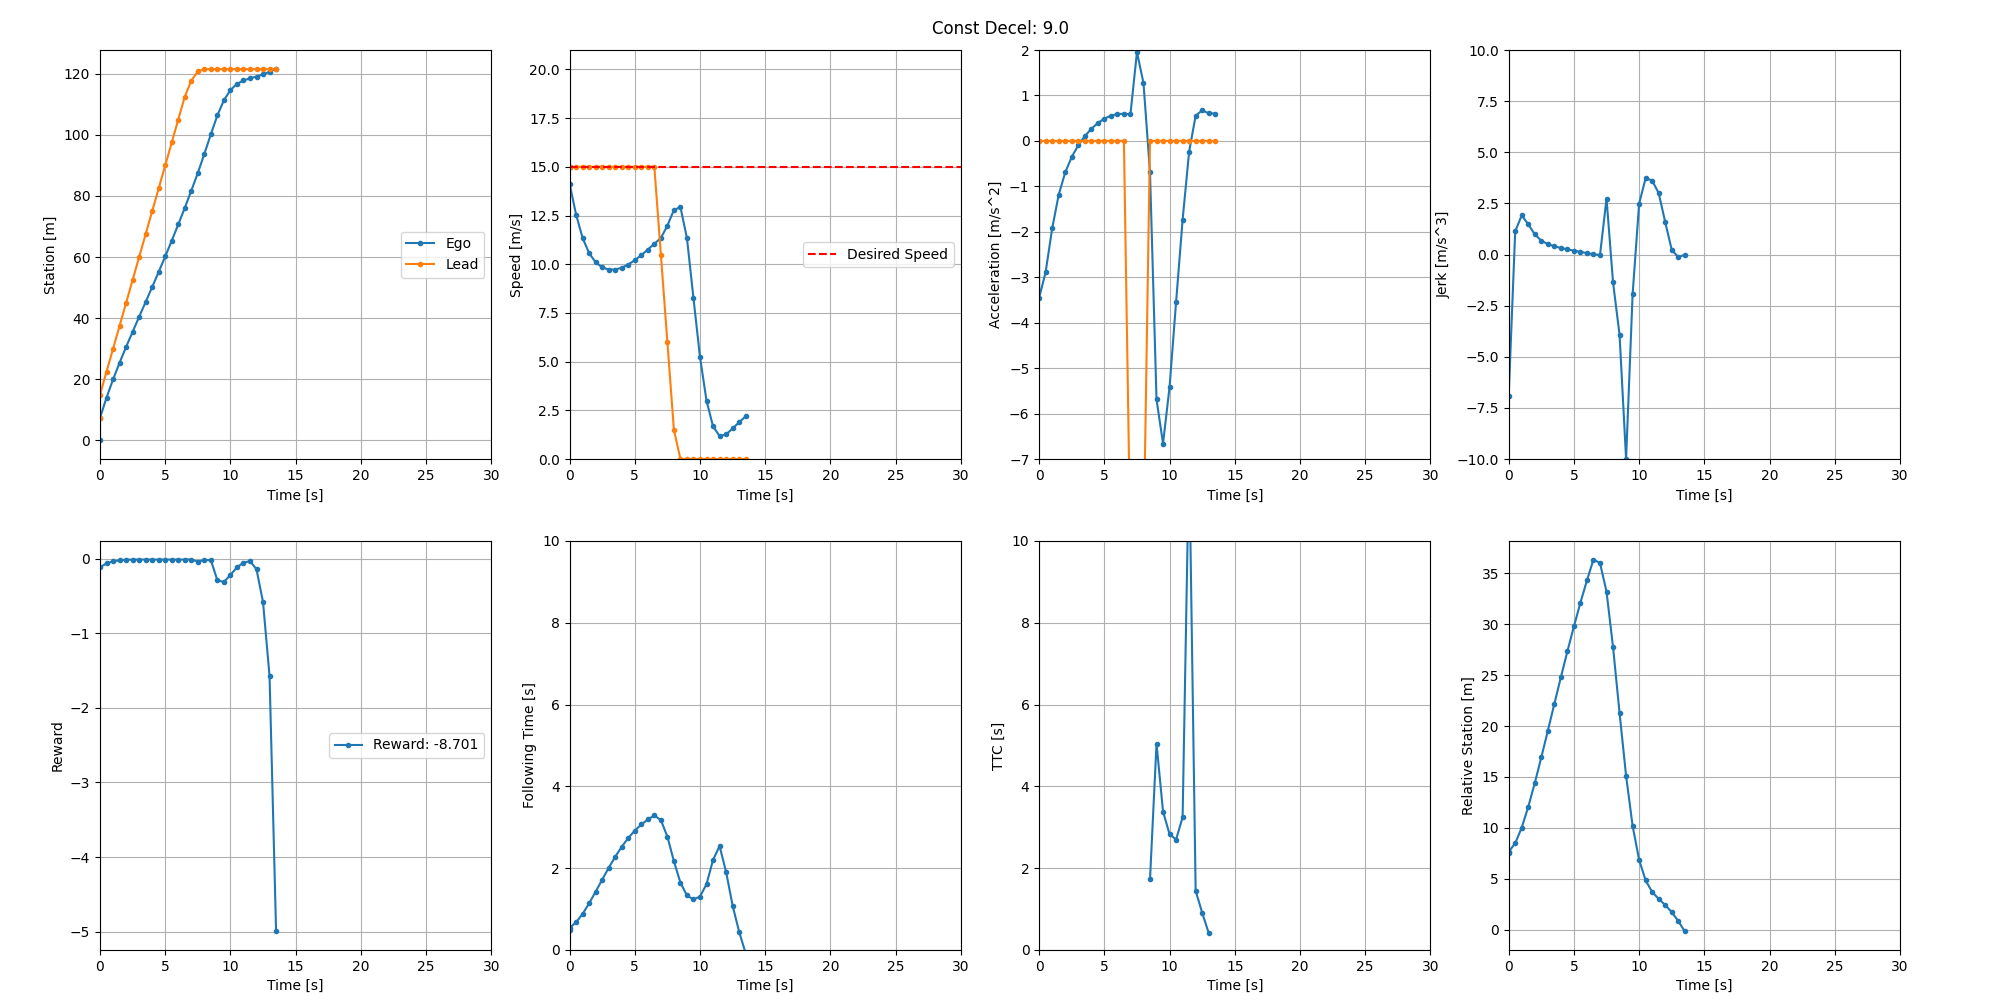 Const Decel: 9.0
Station [m]
120
100
80
60
40
20
0
0 5 10 15 20 25 30
Time [s]
Ego
Lead
Speed [m/s]
20.0
17.5
15.0
12.5
10.0
7.5
5.0
2.5
0.0
0 5 10 15 20 25 30
Time [s]
Desired Speed
Acceleration [m/s^2]
2
1
0
−1
−2
−3
−4
−5
−6
−7
0 5 10 15 20 25 30
Time [s]
Jerk [m/s^3]
10.0
7.5
5.0
2.5
0.0
−2.5
−5.0
−7.5
−10.0
0 5 10 15 20 25 30
Time [s]
Reward
0
−1
−2
−3
−4
−5
0 5 10 15 20 25 30
Time [s]
Reward: -8.701
Following Time [s]
10
8
6
4
2
0
0 5 10 15 20 25 30
Time [s]
TTC [s]
10
8
6
4
2
0
0 5 10 15 20 25 30
Time [s]
Relative Station [m]
35
30
25
20
15
10
5
0
0 5 10 15 20 25 30
Time [s]